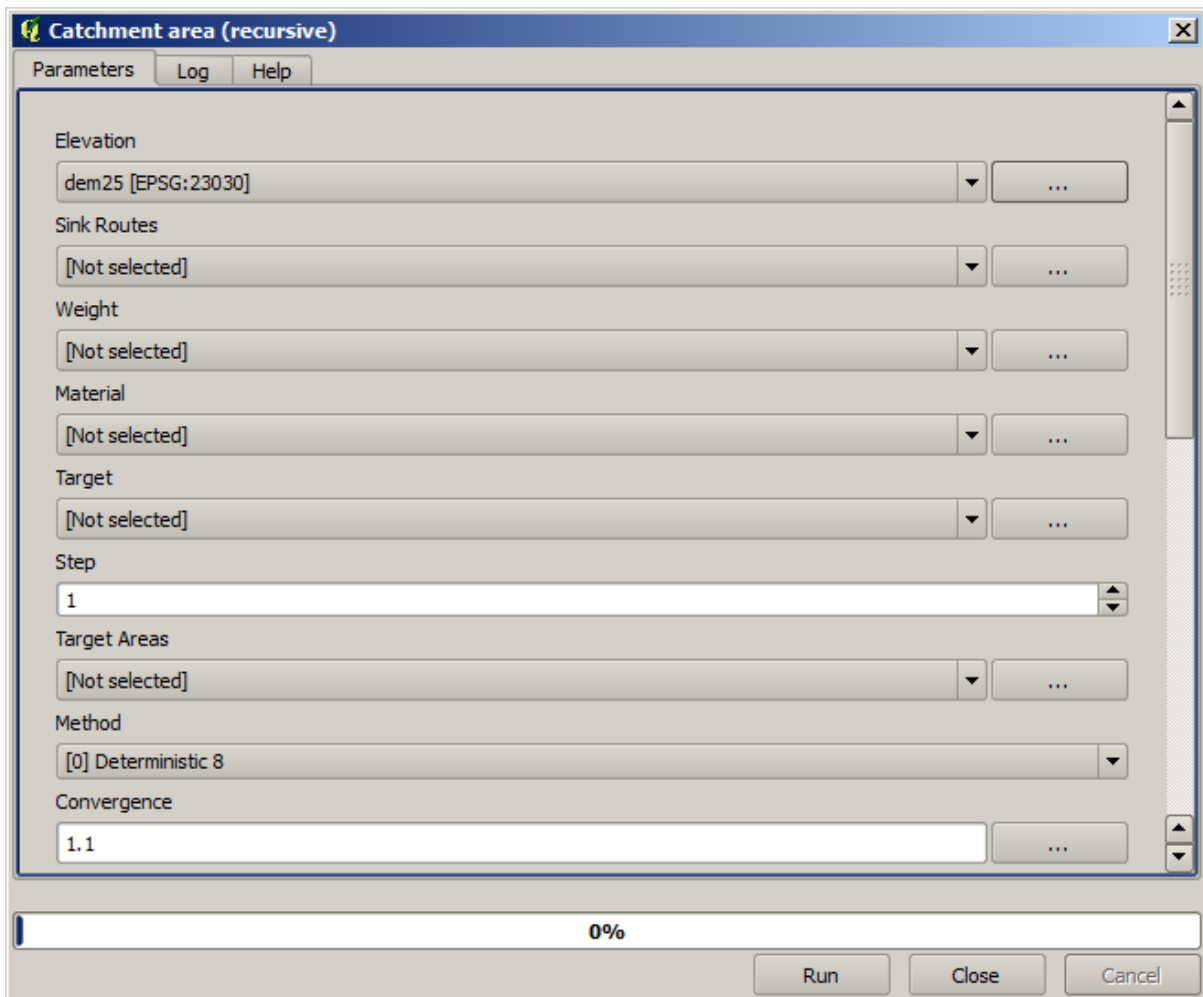 Catchment area (recursive)
Parameters Log Help
Elevation
dem25 [EPSG:23030] ...
Sink Routes
[Not selected] ...
Weight
[Not selected] ...
Material
[Not selected] ...
Target
[Not selected] ...
Step
1
Target Areas
[Not selected] ...
Method
[0] Deterministic 8
Convergence
1.1 ...
0%
Run Close Cancel